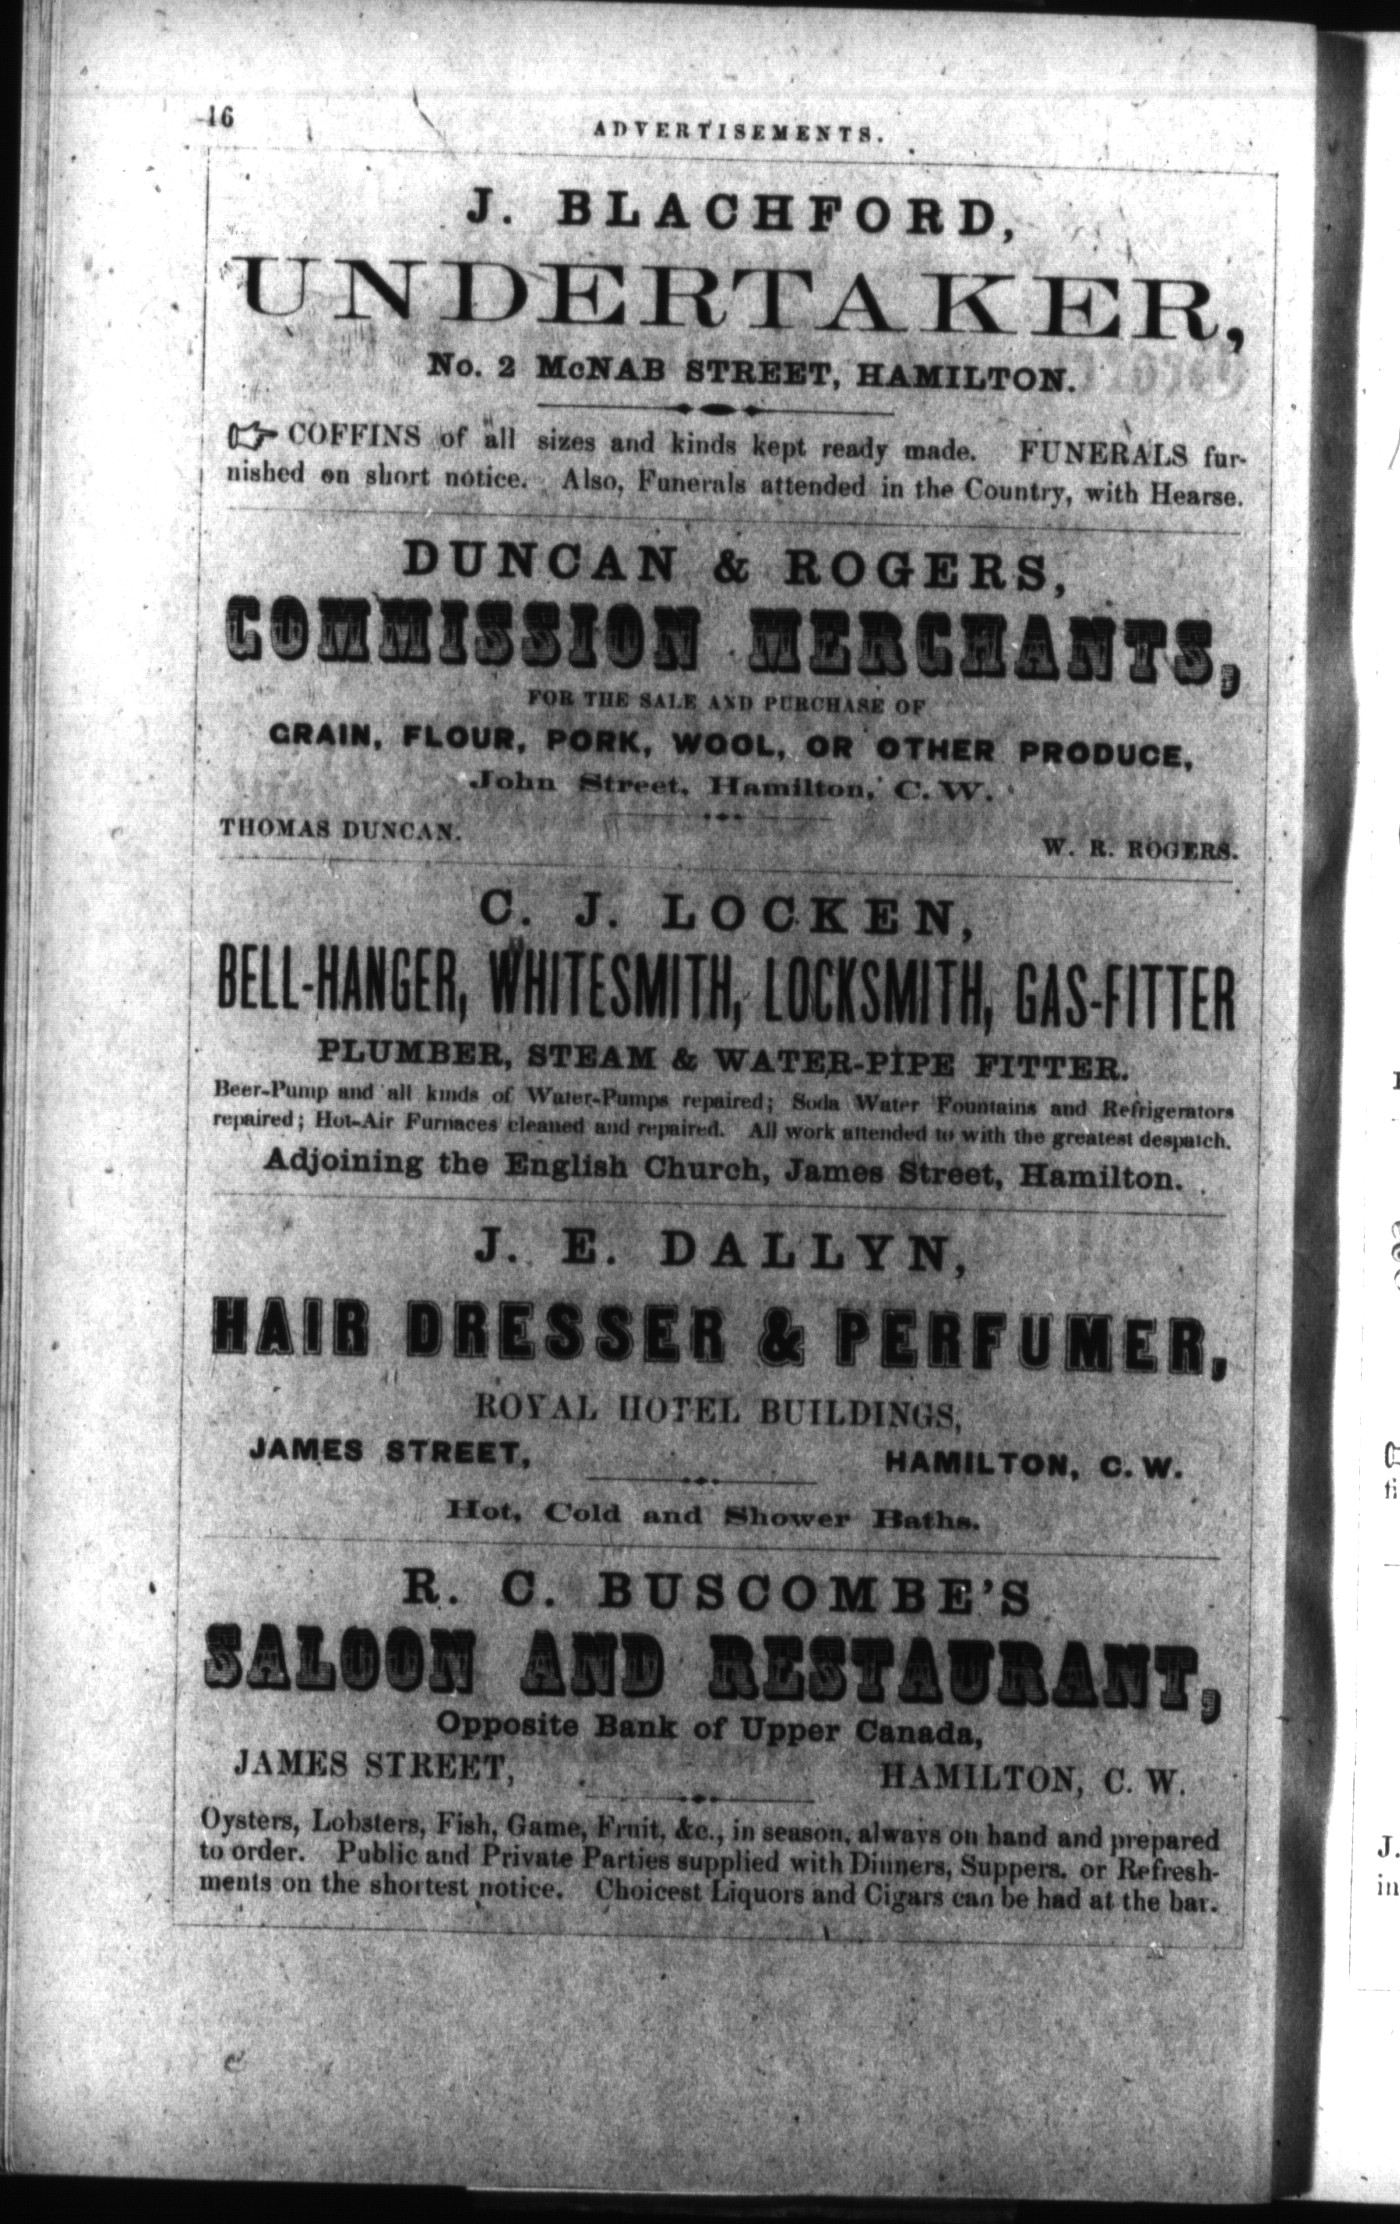 16
ADVERTISEMENTS.
J. BLACHFORD,
UNDERTAKER,
No. 2 McNAB STREET, HAMILTON.
☞ COFFINS of all sizes and kinds kept ready made. FUNERALS fur-
nished on short notice. Also, Funerals attended in the Country, with Hearse.
DUNCAN & ROGERS,
COMMISSION MERCHANTS,
FOR THE SALE AND PURCHASE OF
GRAIN, FLOUR, PORK, WOOL, OR OTHER PRODUCE,
John Street, Hamilton, C. W.
THOMAS DUNCAN.
W. R. ROGERS.
C. J. LOCKEN,
BELL-HANGER, WHITESMITH, LOCKSMITH, GAS-FITTER
PLUMBER, STEAM & WATER-PIPE FITTER.
Beer-Pump and all kinds of Water-Pumps repaired; Soda Water Fountains and Refrigerators
repaired; Hot-Air Furnaces cleaned and repaired. All work attended to with the greatest despatch.
Adjoining the English Church, James Street, Hamilton.
J. E. DALLYN,
HAIR DRESSER & PERFUMER,
ROYAL HOTEL BUILDINGS,
JAMES STREET, HAMILTON, C. W.
Hot, Cold and Shower Baths.
R. C. BUSCOMBE'S
SALOON AND RESTAURANT,
Opposite Bank of Upper Canada,
JAMES STREET, HAMILTON, C. W.
Oysters, Lobsters, Fish, Game, Fruit, &c., in season, always on hand and prepared
to order. Public and Private Parties supplied with Dinners, Suppers. or Refresh-
ments on the shortest notice. Choicest Liquors and Cigars can be had at the bar.
J.
in